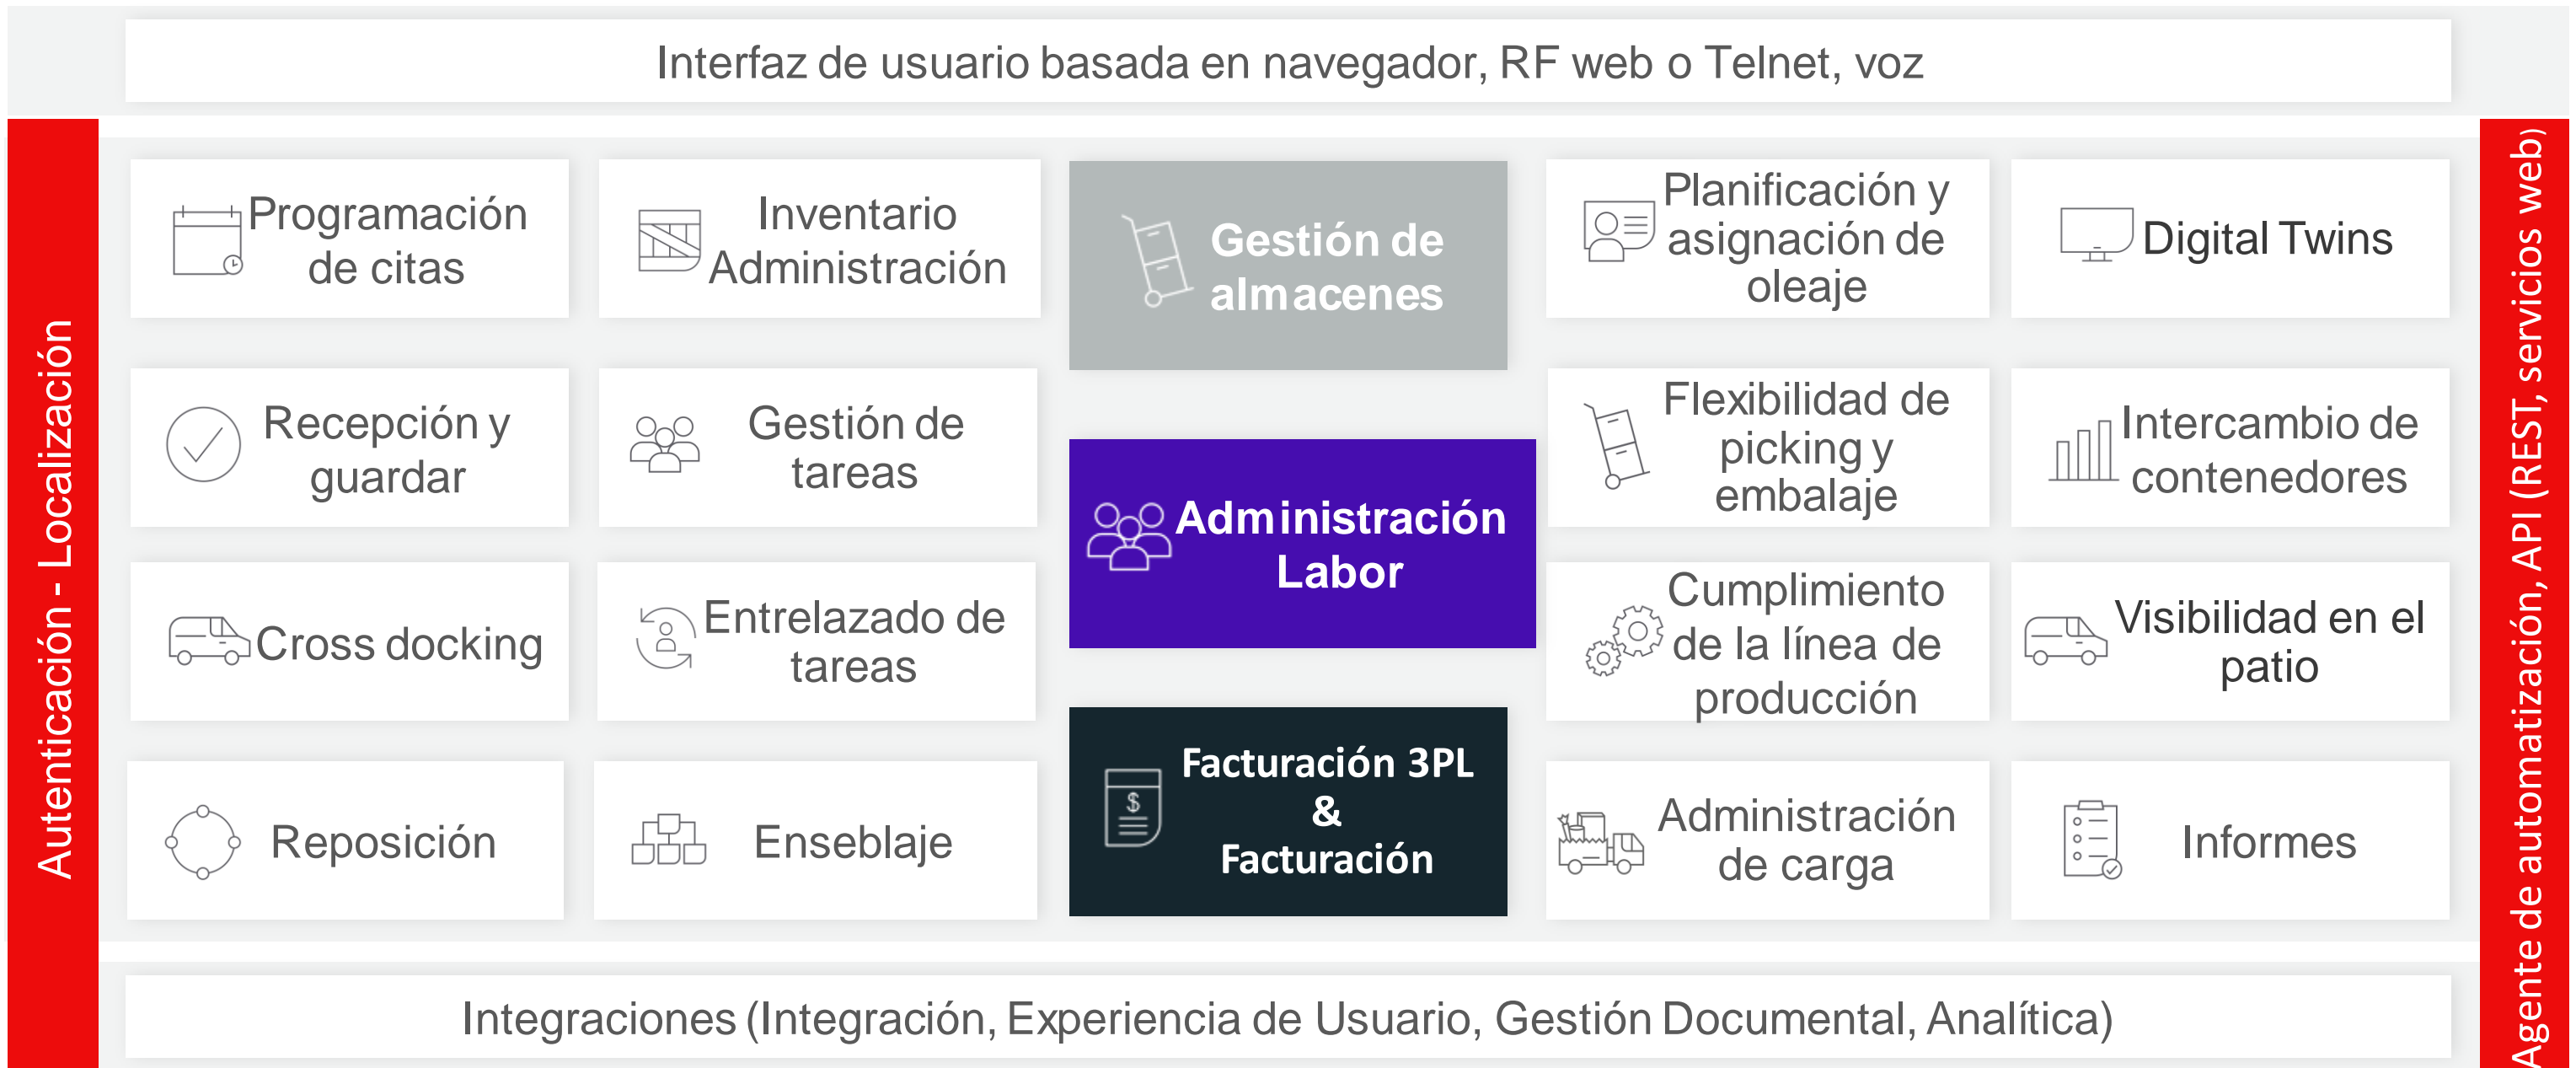 Interfaz de usuario basada en navegador, RF web o Telnet, voz
Autenticación - Localización
Programación
de citas
Inventario
Administración
Gestión de
almacenes
Planificación y
asignación de
oleaje
Digital Twins
Recepción y
guardar
Gestión de
tareas
Administración
Labor
Flexibilidad de
picking y
embalaje
Intercambio de
contenedores
Cross docking
Entrelazado de
tareas
Cumplimiento
de la línea de
producción
Visibilidad en el
patio
Reposición
Enseblaje
$
Facturación 3PL
&
Facturación
Administración
de carga
Informes
Agente de automatización, API (REST, servicios web)
Integraciones (Integración, Experiencia de Usuario, Gestión Documental, Analítica)